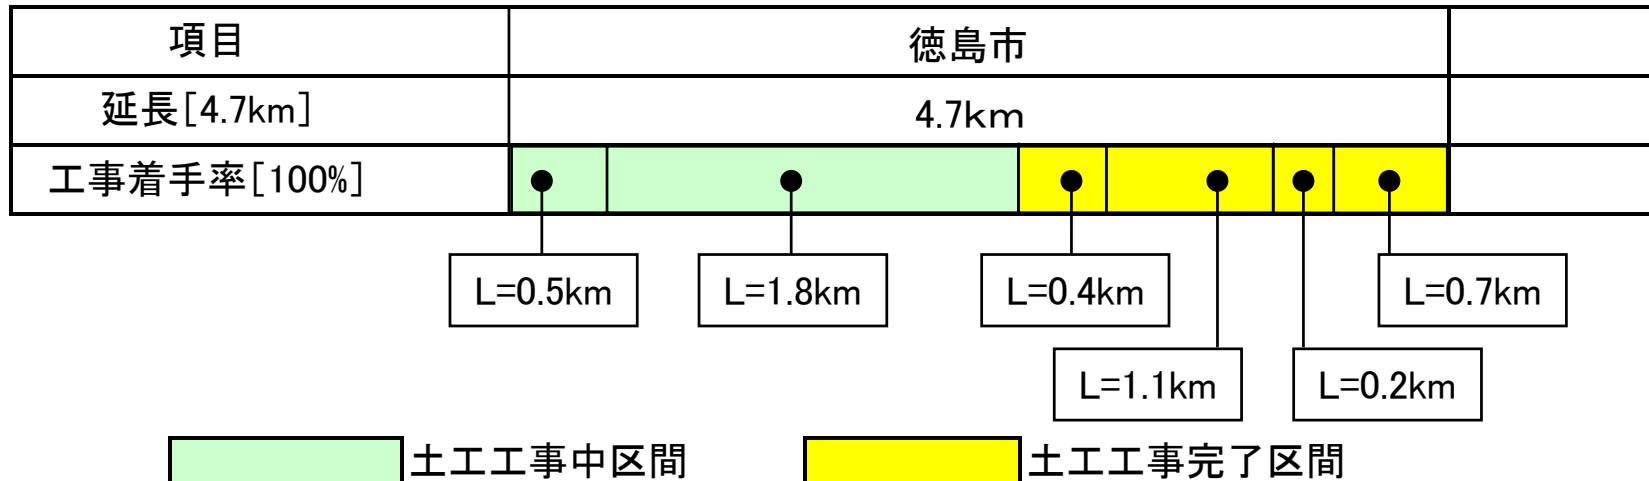 項目
徳島市
延長[4.7km]
4.7km
工事着手率[100%]
L=0.5km
L=1.8km
L=0.4km
L=0.7km
L=1.1km
L=0.2km
土工工事中区間
土工工事完了区間